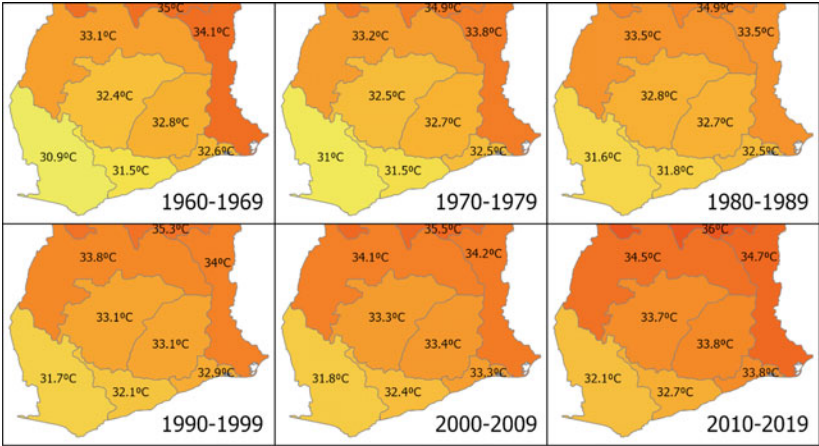 35ºC
33.1ºC
34.1ºC
32.4ºC
32.8ºC
30.9ºC
32.6ºC
31.5ºC
1960-1969
34.9ºC
33.2ºC
33.8ºC
32.5ºC
32.7ºC
31ºC
32.5ºC
31.5ºC
1970-1979
34.9ºC
33.5ºC
33.5ºC
32.8ºC
32.7ºC
31.6ºC
32.5ºC
31.8ºC
1980-1989
35.3ºC
33.8ºC
34ºC
33.1ºC
33.1ºC
31.7ºC
32.9ºC
32.1ºC
1990-1999
35.5ºC
34.1ºC
34.2ºC
33.3ºC
33.4ºC
31.8ºC
33.3ºC
32.4ºC
2000-2009
36ºC
34.5ºC
34.7ºC
33.7ºC
33.8ºC
32.1ºC
33.8ºC
32.7ºC
2010-2019